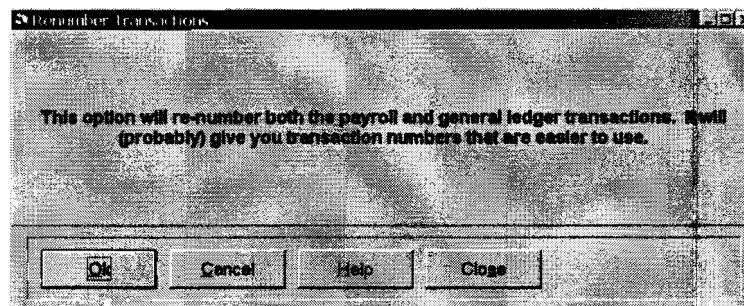 Renumber Transactions
This option will re-number both the payroll and general ledger transactions. It will
(probably) give you transaction numbers that are easier to use.
Ok Cancel Help Close